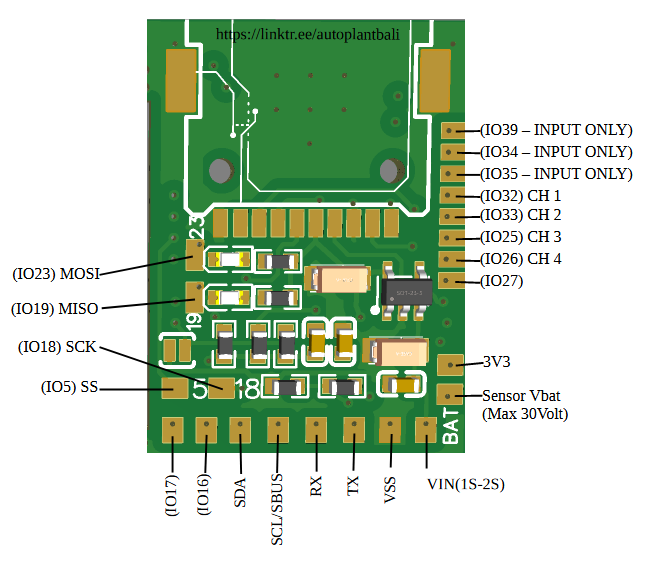 https://linktr.ee/autoplantbali
(IO39 – INPUT ONLY)
(IO34 – INPUT ONLY)
(IO35 – INPUT ONLY)
(IO32) CH 1
(IO33) CH 2
(IO25) CH 3
(IO26) CH 4
(IO27)
23
(IO23) MOSI
(IO19) MISO
19
(IO18) SCK
(IO5) SS
5
18
3V3
Sensor Vbat
(Max 30Volt)
BAT
(IO17)
(IO16)
SDA
SCL/SBUS
RX
TX
VSS
VIN(1S-2S)